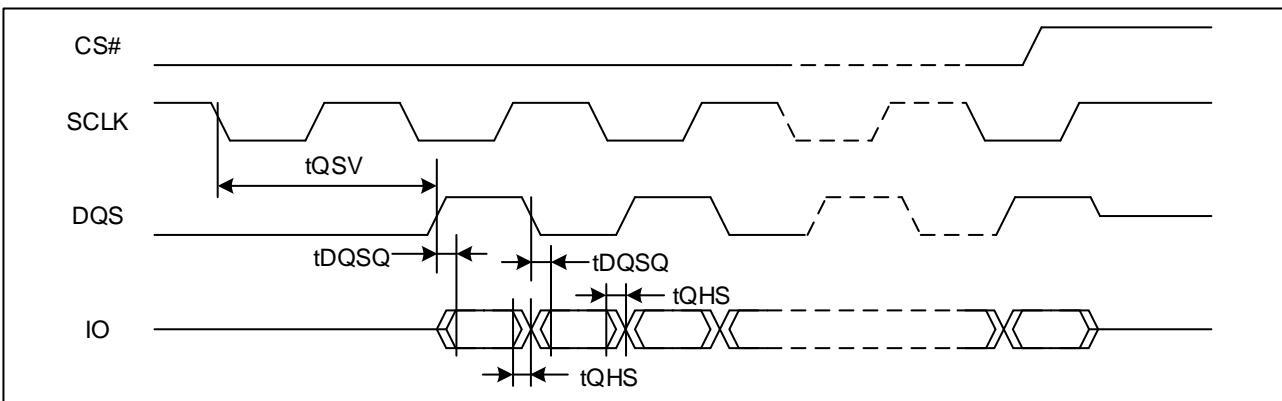 CS#
SCLK
tQSV
DQS
tDQSQ
tDQSQ
tQHS
IO
tQHS